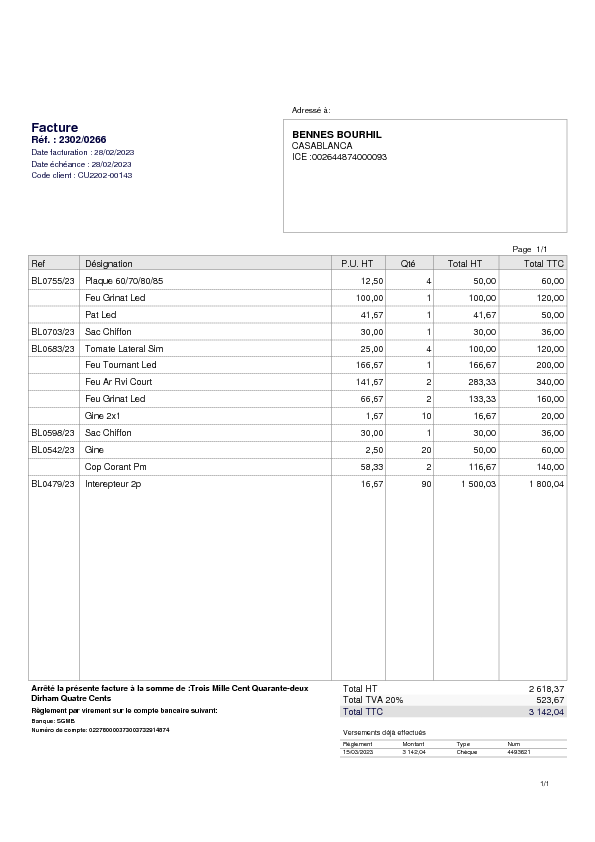 Adressé à:
Facture
Réf. : 2302/0266
Date facturation : 28/02/2023
Date échéance : 28/02/2023
Code client : CU2202-00143
BENNES BOURHIL
CASABLANCA
ICE :002644874000093
Page 1/1
Ref Désignation P.U. HT Qté Total HT Total TTC
BL0755/23 Plaque 60/70/80/85 12,50 4 50,00 60,00
Feu Grinat Led 100,00 1 100,00 120,00
Pat Led 41,67 1 41,67 50,00
BL0703/23 Sac Chiffon 30,00 1 30,00 36,00
BL0683/23 Tomate Lateral Sim 25,00 4 100,00 120,00
Feu Tournant Led 166,67 1 166,67 200,00
Feu Ar Rvi Court 141,67 2 283,33 340,00
Feu Grinat Led 66,67 2 133,33 160,00
Gine 2x1 1,67 10 16,67 20,00
BL0598/23 Sac Chiffon 30,00 1 30,00 36,00
BL0542/23 Gine 2,50 20 50,00 60,00
Cop Corant Pm 58,33 2 116,67 140,00
BL0479/23 Interepteur 2p 16,67 90 1 500,03 1 800,04
Arrêté la présente facture à la somme de :Trois Mille Cent Quarante-deux
Dirham Quatre Cents
Règlement par virement sur le compte bancaire suivant:
Banque: SGMB
Total HT 2 618,37
Total TVA 20% 523,67
Total TTC 3 142,04
Versements déjà effectués
Règlement Montant Type Num
15/03/2023 3 142,04 Chèque 4493621
1/1